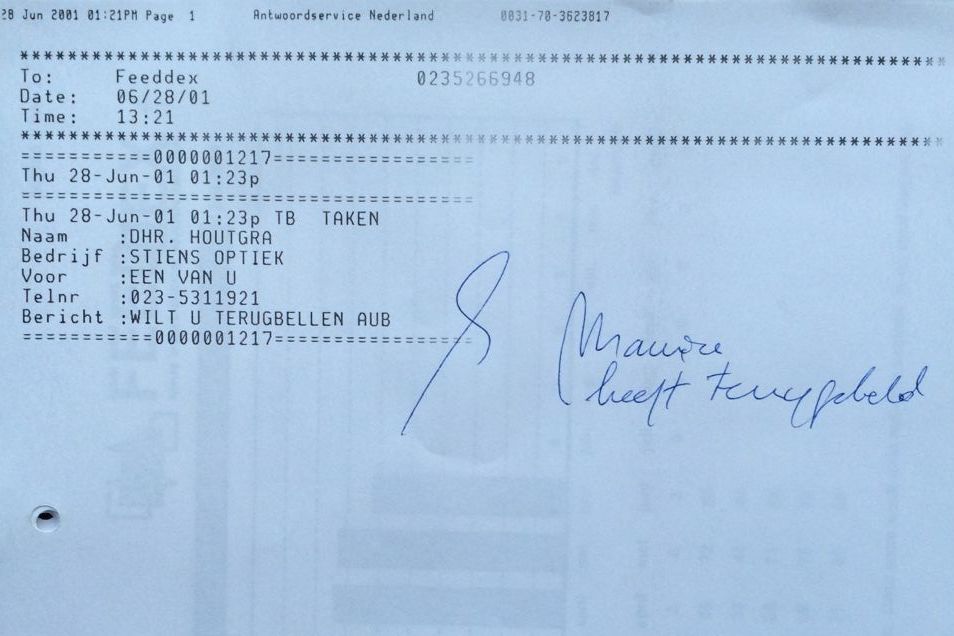 28 Jun 2001 01:21PM Page 1 Antwoordservice Nederland 0031-70-3623817
*******************************************************************************
To: Feeddex 0235266948
Date: 06/28/01
Time: 13:21
*******************************************************************************
===========0000001217=================
Thu 28-Jun-01 01:23p
======================================
Thu 28-Jun-01 01:23p TB TAKEN
Naam :DHR. HOUTGRA
Bedrijf :STIENS OPTIEK
Voor :EEN VAN U
Telnr :023-5311921
Bericht :WILT U TERUGBELLEN AUB
===========0000001217=================
Maurice
heeft teruggebeld